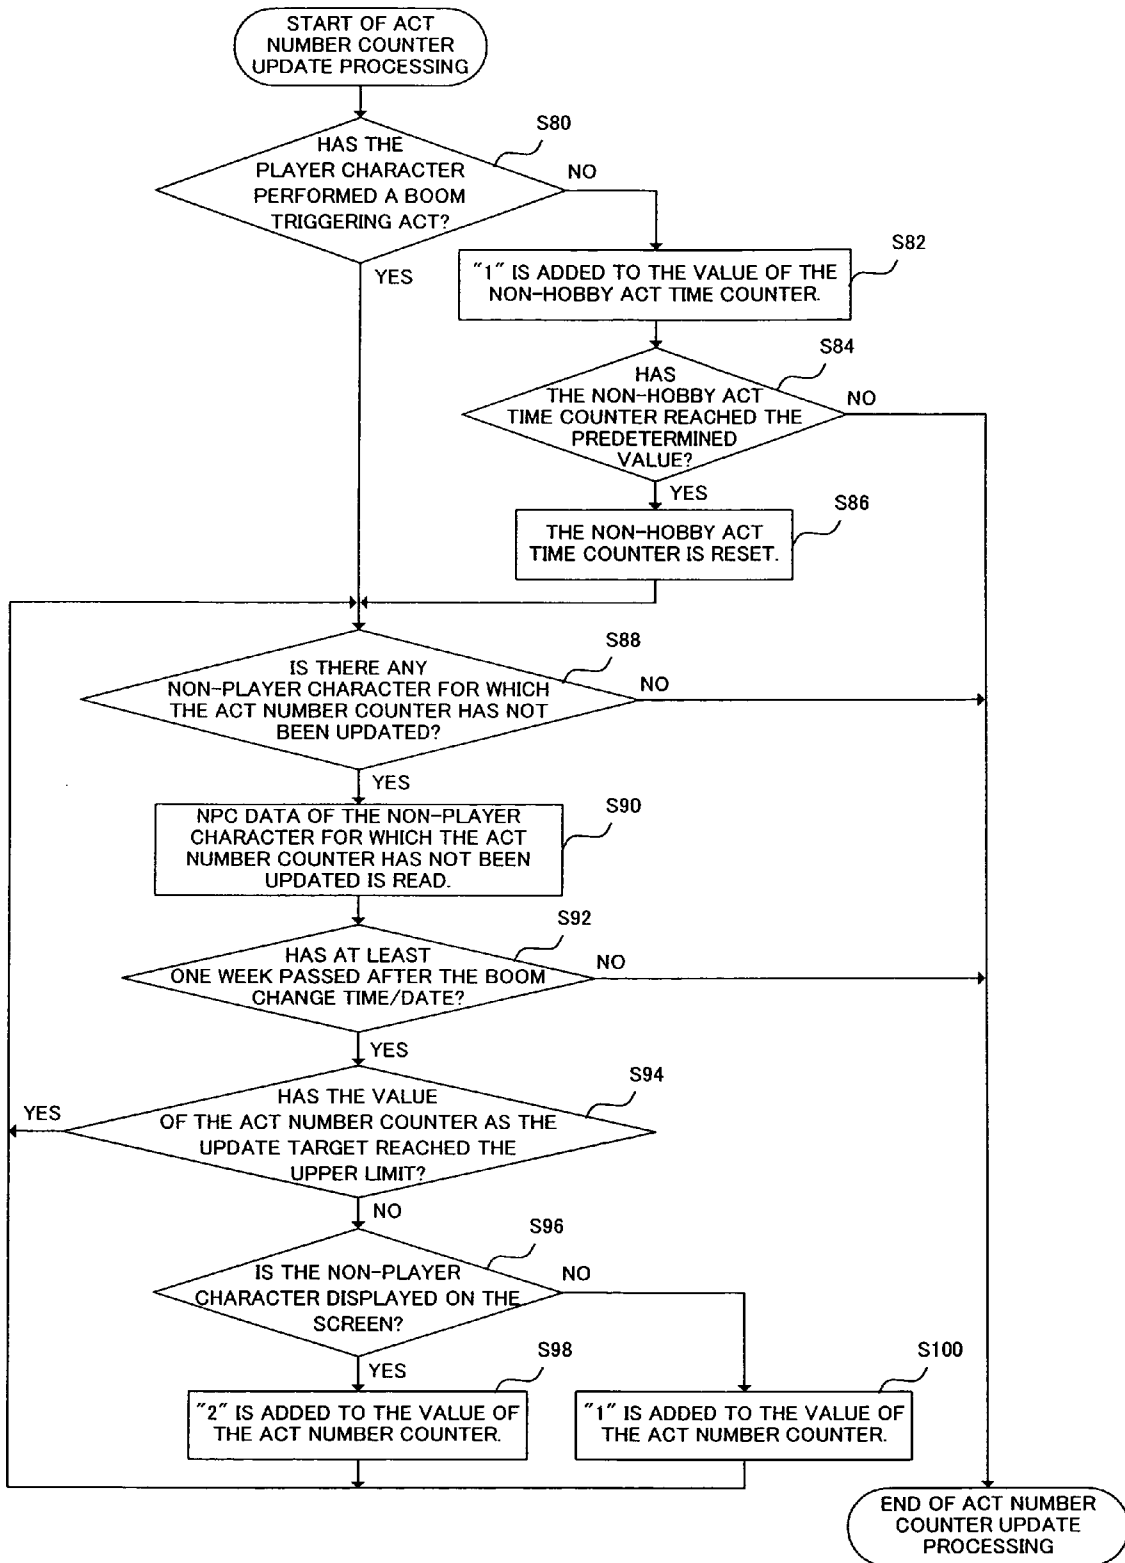 START OF ACT
NUMBER COUNTER
UPDATE PROCESSING
S80
HAS THE
PLAYER CHARACTER
PERFORMED A BOOM
TRIGGERING ACT?
NO
YES
S82
"1" IS ADDED TO THE VALUE OF THE
NON-HOBBY ACT TIME COUNTER.
S84
HAS
THE NON-HOBBY ACT
TIME COUNTER REACHED THE
PREDETERMINED
VALUE?
NO
YES
S86
THE NON-HOBBY ACT
TIME COUNTER IS RESET.
S88
IS THERE ANY
NON-PLAYER CHARACTER FOR WHICH
THE ACT NUMBER COUNTER HAS NOT
BEEN UPDATED?
NO
YES
S90
NPC DATA OF THE NON-PLAYER
CHARACTER FOR WHICH THE ACT
NUMBER COUNTER HAS NOT BEEN
UPDATED IS READ.
S92
HAS AT LEAST
ONE WEEK PASSED AFTER THE BOOM
CHANGE TIME/DATE?
NO
YES
S94
HAS THE VALUE
OF THE ACT NUMBER COUNTER AS THE
UPDATE TARGET REACHED THE
UPPER LIMIT?
YES
NO
S96
IS THE NON-PLAYER
CHARACTER DISPLAYED ON THE
SCREEN?
NO
YES
S98
"2" IS ADDED TO THE VALUE OF
THE ACT NUMBER COUNTER.
S100
"1" IS ADDED TO THE VALUE OF
THE ACT NUMBER COUNTER.
END OF ACT NUMBER
COUNTER UPDATE
PROCESSING